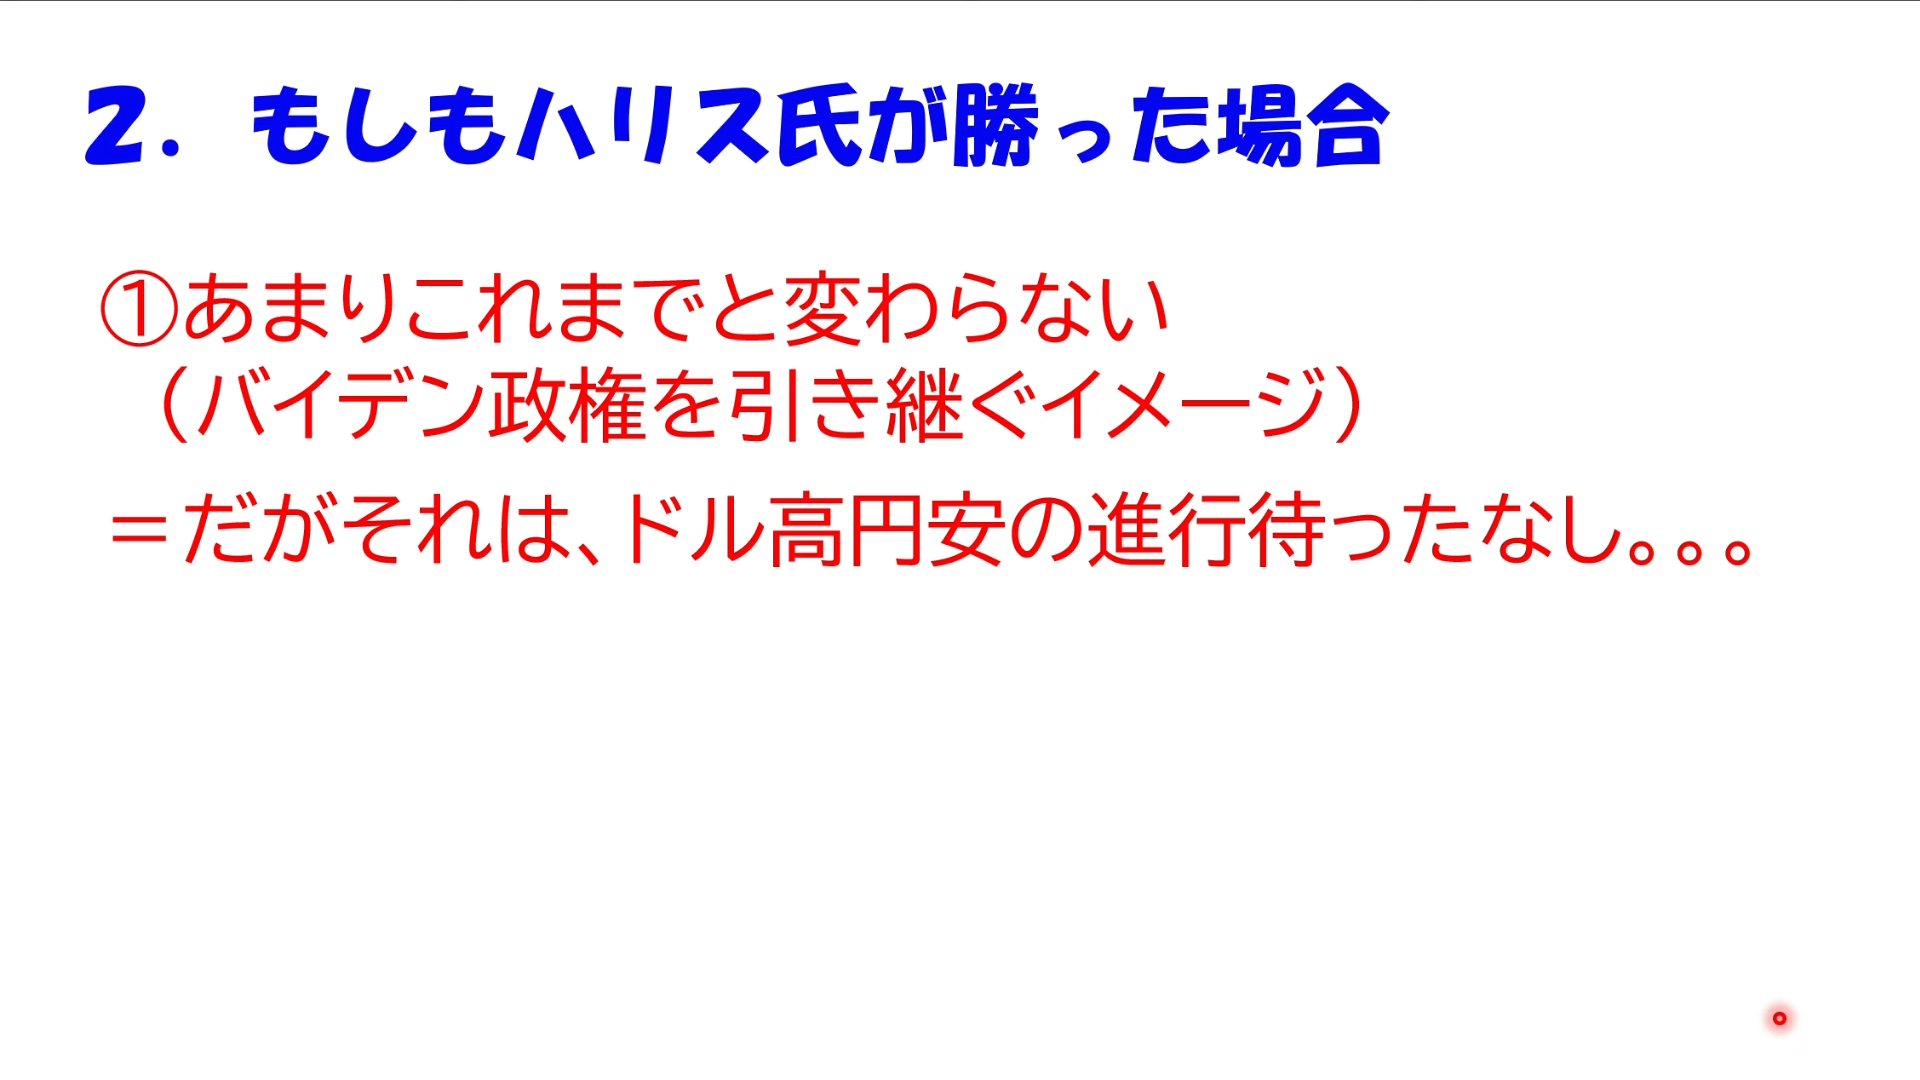 ２．もしもハリス氏が勝った場合
①あまりこれまでと変わらない
（バイデン政権を引き継ぐイメージ）
＝だがそれは、ドル高円安の進行待ったなし。。。